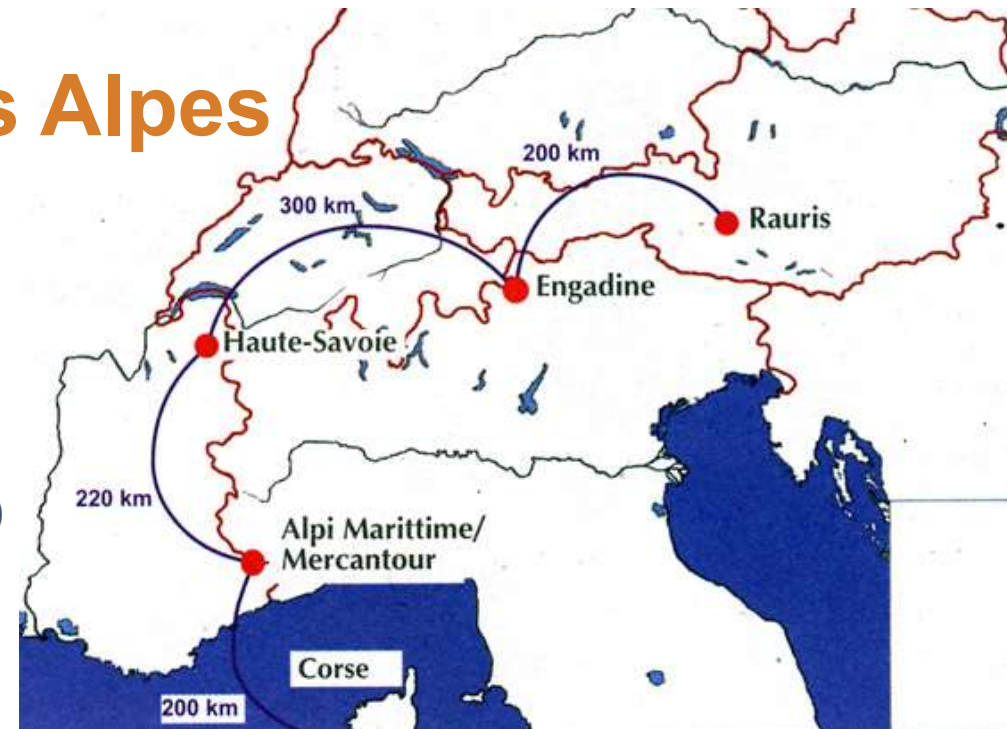 s Alpes
200 km
300 km
Rauris
Engadine
Haute-Savoie
220 km
Alpi Marittime/
Mercantour
Corse
200 km